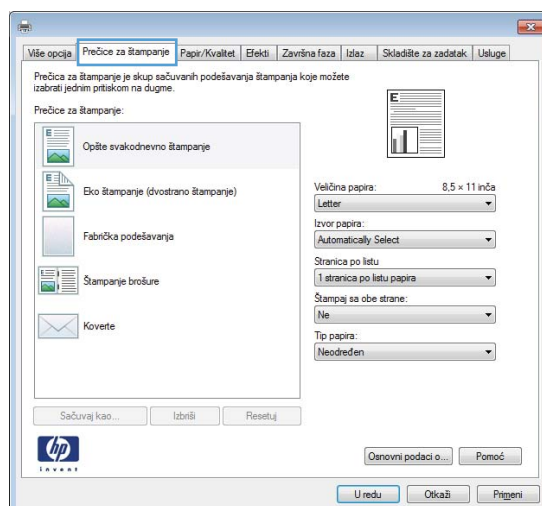 Više opcija Prečice za štampanje Papir/Kvalitet Efekti Završna faza Izlaz Skladište za zadatak Usluge
Prečica za štampanje je skup sačuvanih podešavanja štampanja koje možete
izabrati jednim pritiskom na dugme.
Prečice za štampanje:
Opšte svakodnevno štampanje
Eko štampanje (dvostrano štampanje)
Fabrička podešavanja
Štampanje brošure
Koverte
E
E
E
Veličina papira: 8,5 × 11 inča
Letter
Izvor papira:
Automatically Select
Stranica po listu
1 stranica po listu papira
Štampaj sa obe strane:
Ne
Tip papira:
Neodređen
Sačuvaj kao... Izbriši Resetuj
hp
invent
Osnovni podaci o... Pomoć
U redu Otkaži Primeni